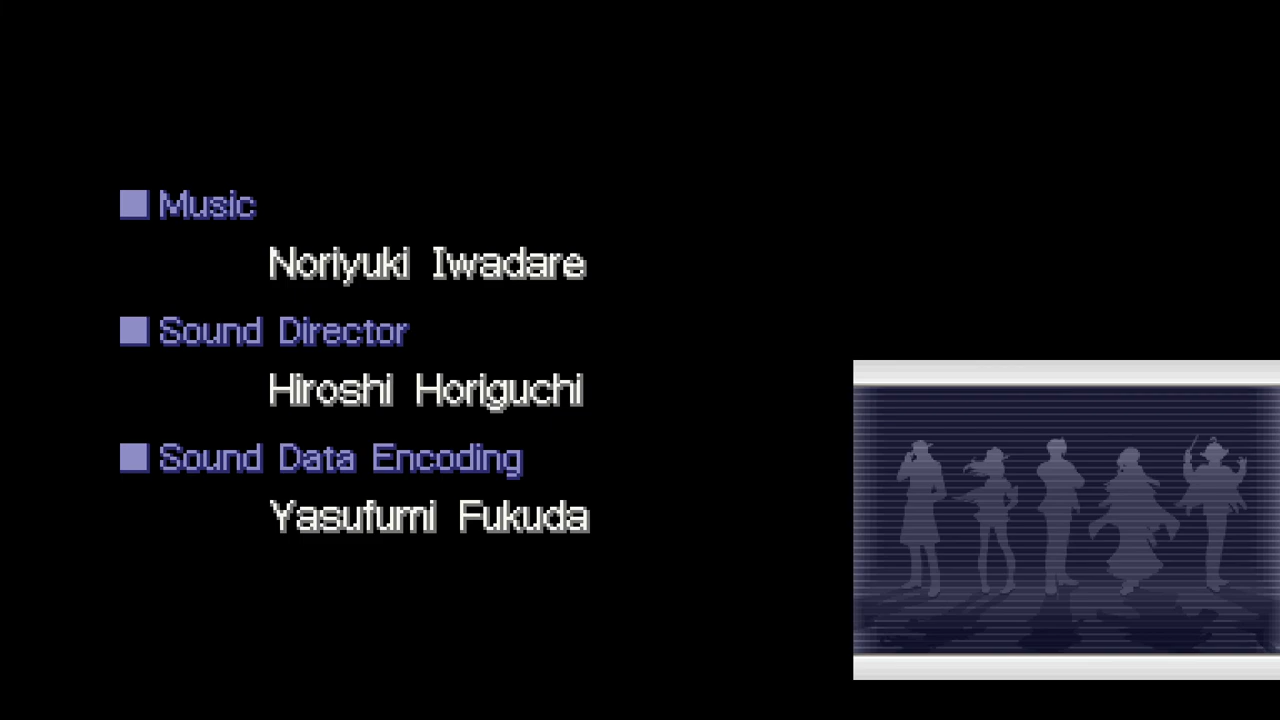 Music
Noriyuki Iwadare
Sound Director
Hiroshi Horiguchi
Sound Data Encoding
Yasufumi Fukuda